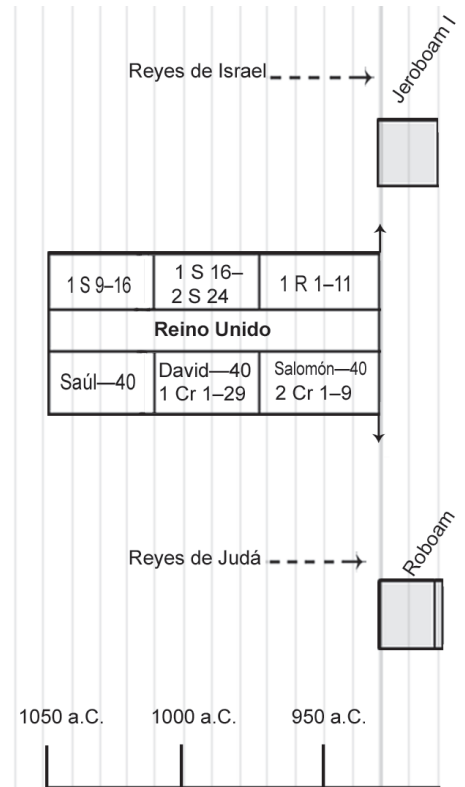 Jeroboam I
Reyes de Israel
1 S 9–16
1 S 16–
2 S 24
1 R 1–11
Reino Unido
Saúl—40
David—40
1 Cr 1–29
Salomón—40
2 Cr 1–9
Roboam
Reyes de Judá
1050 a.C.
1000 a.C.
950 a.C.